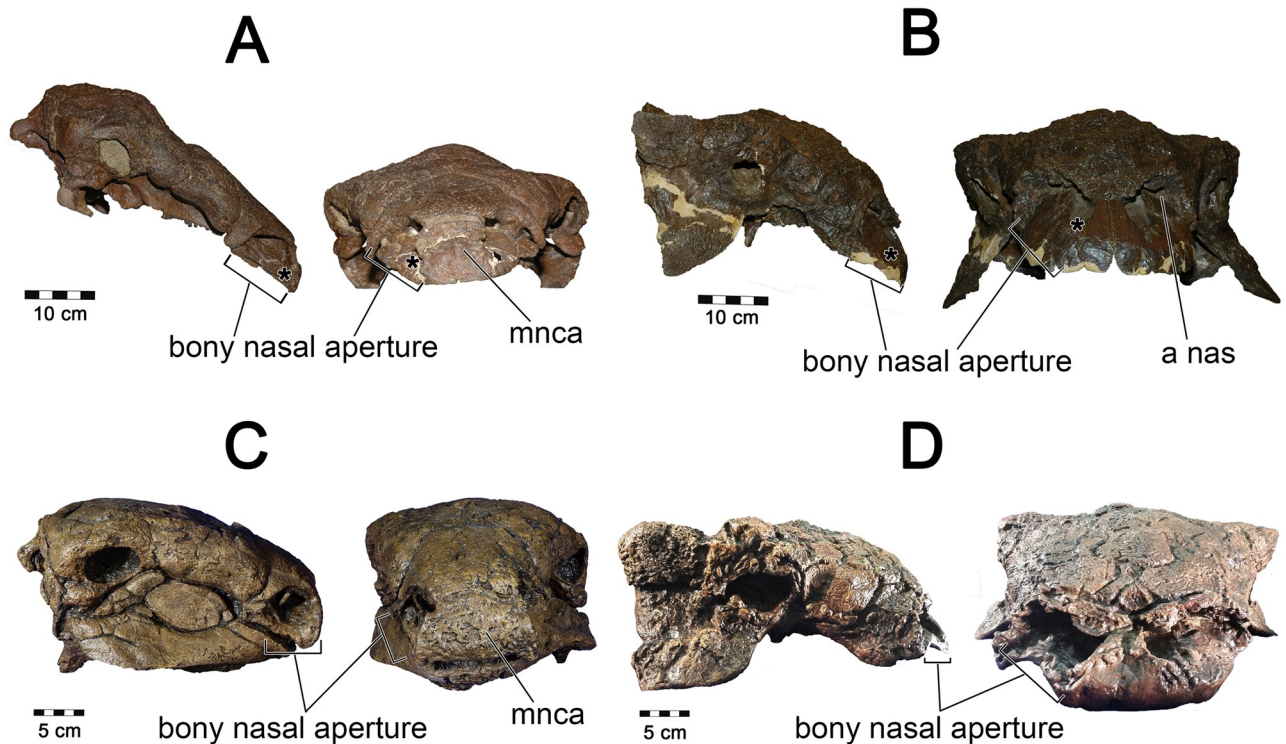 A
B
10 cm
bony nasal aperture
mnca
10 cm
bony nasal aperture
a nas
C
D
5 cm
bony nasal aperture
mnca
5 cm
bony nasal aperture